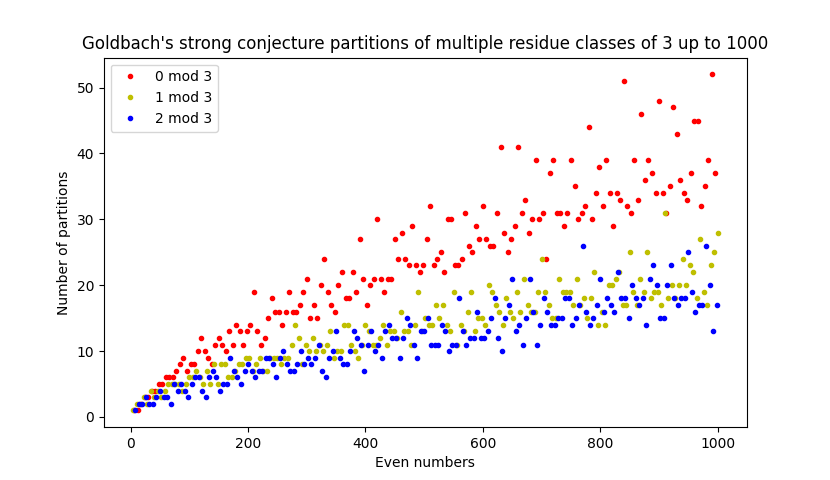 Goldbach's strong conjecture partitions of multiple residue classes of 3 up to 1000
0 mod 3
1 mod 3
2 mod 3
50
40
30
20
10
0
Number of partitions
0 200 400 600 800 1000
Even numbers